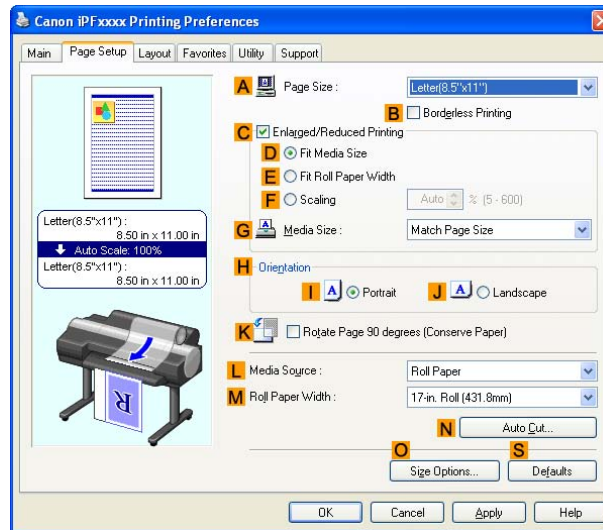 Canon iPFxxxx Printing Preferences
Main Page Setup Layout Favorites Utility Support
A Page Size : Letter(8.5"x11")
B Borderless Printing
C Enlarged/Reduced Printing
D Fit Media Size
E Fit Roll Paper Width
F Scaling Auto % (5 - 600)
G Media Size : Match Page Size
H Orientation
I A Portrait J A Landscape
K Rotate Page 90 degrees (Conserve Paper)
L Media Source : Roll Paper
M Roll Paper Width : 17-in. Roll (431.8mm)
N Auto Cut...
O S
Size Options... Defaults
Letter(8.5"x11") :
8.50 in x 11.00 in
Auto Scale: 100%
Letter(8.5"x11") :
8.50 in x 11.00 in
R
OK Cancel Apply Help